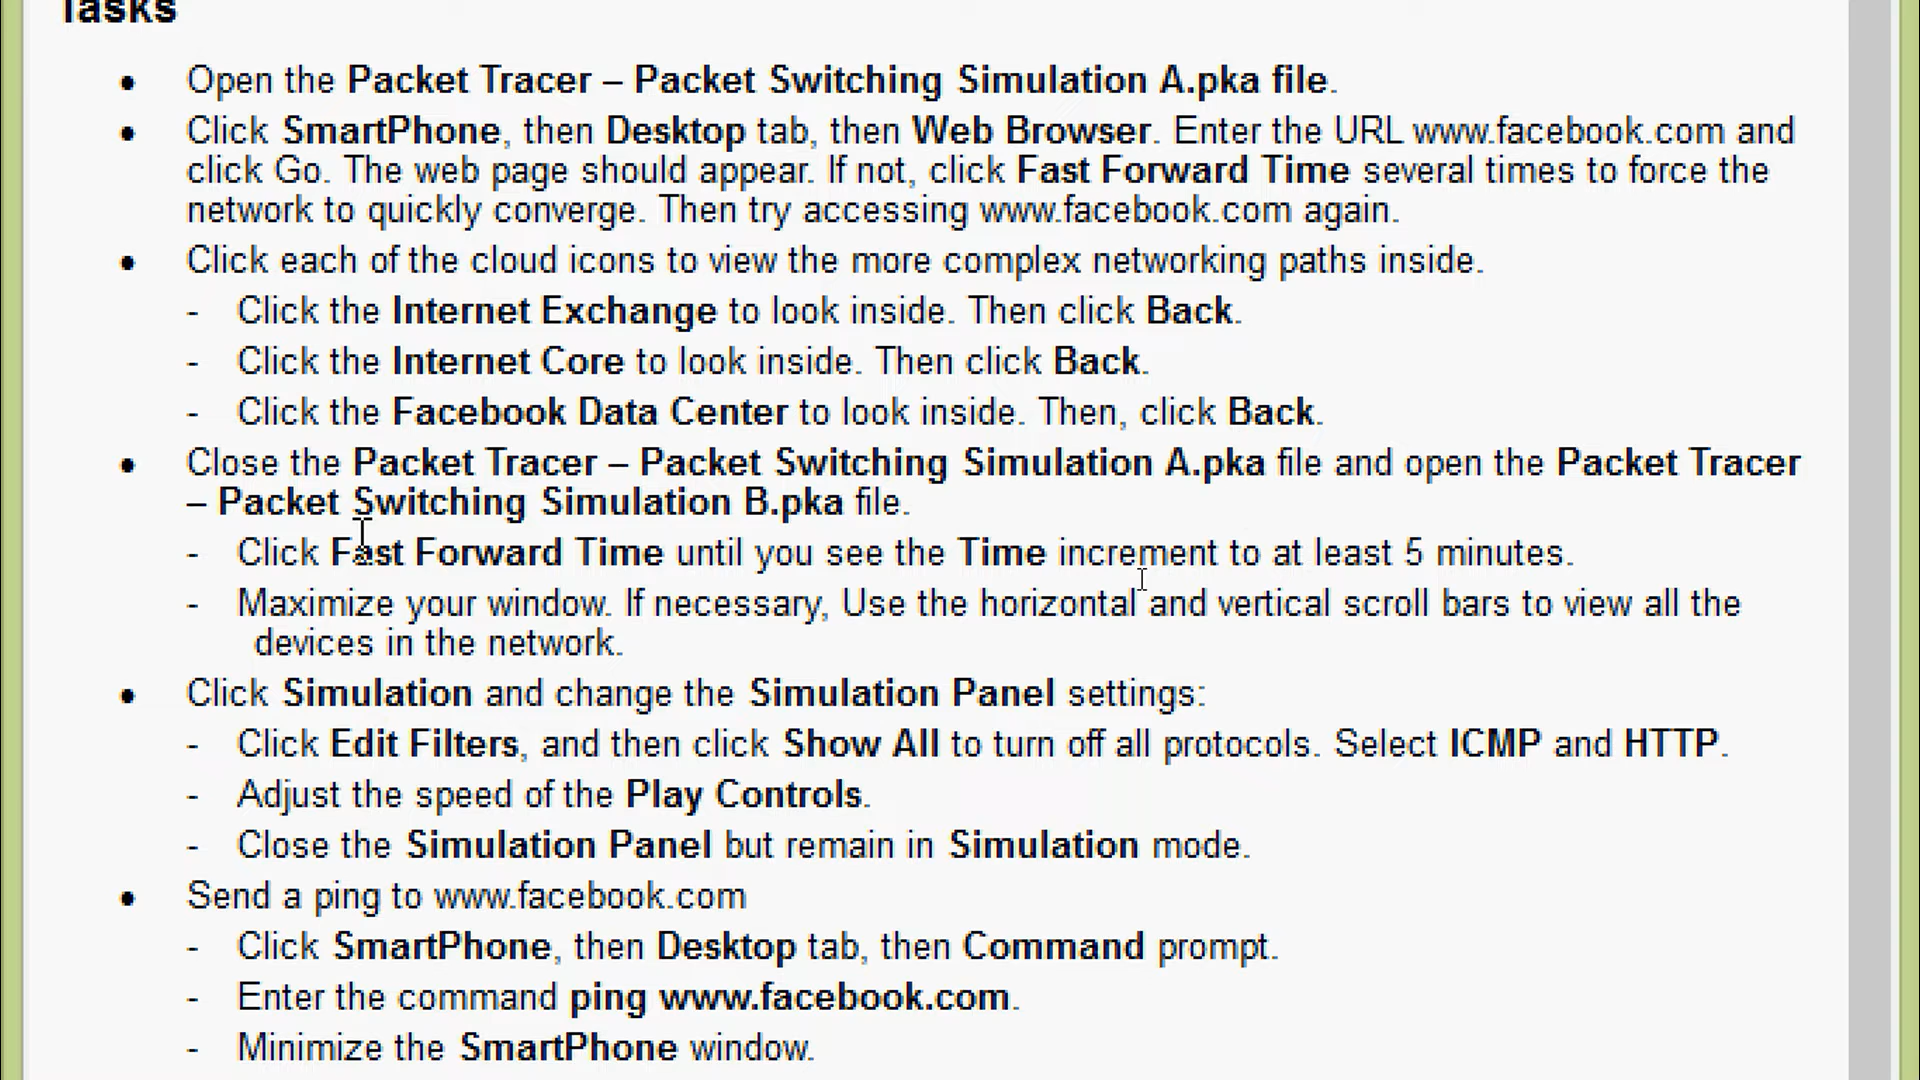 Tasks
• Open the Packet Tracer – Packet Switching Simulation A.pka file.
• Click SmartPhone, then Desktop tab, then Web Browser. Enter the URL www.facebook.com and
click Go. The web page should appear. If not, click Fast Forward Time several times to force the
network to quickly converge. Then try accessing www.facebook.com again.
• Click each of the cloud icons to view the more complex networking paths inside.
- Click the Internet Exchange to look inside. Then click Back.
- Click the Internet Core to look inside. Then click Back.
- Click the Facebook Data Center to look inside. Then, click Back.
• Close the Packet Tracer – Packet Switching Simulation A.pka file and open the Packet Tracer
– Packet Switching Simulation B.pka file.
- Click Fast Forward Time until you see the Time increment to at least 5 minutes.
- Maximize your window. If necessary, Use the horizontal and vertical scroll bars to view all the
devices in the network.
• Click Simulation and change the Simulation Panel settings:
- Click Edit Filters, and then click Show All to turn off all protocols. Select ICMP and HTTP.
- Adjust the speed of the Play Controls.
- Close the Simulation Panel but remain in Simulation mode.
• Send a ping to www.facebook.com
- Click SmartPhone, then Desktop tab, then Command prompt.
- Enter the command ping www.facebook.com.
- Minimize the SmartPhone window.